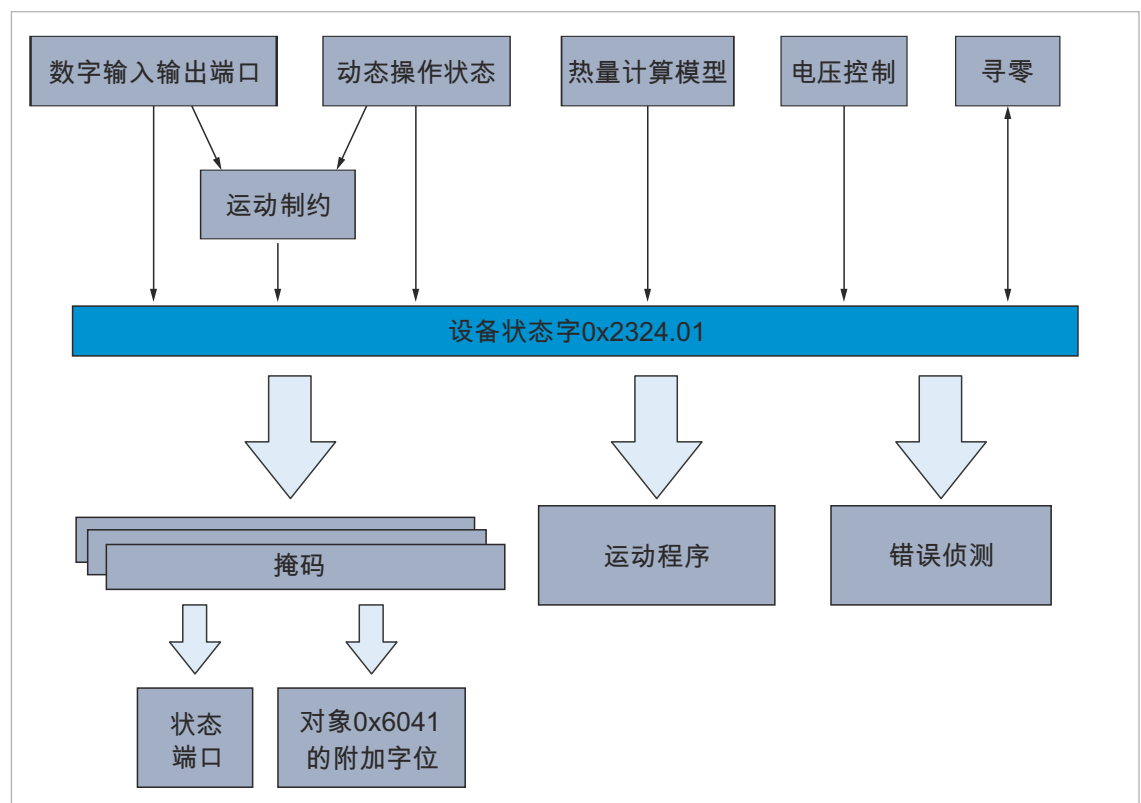 数字输入输出端口
动态操作状态
热量计算模型
电压控制
寻零
运动制约
设备状态字0x2324.01
掩码
运动程序
错误侦测
状态
端口
对象0x6041
的附加字位